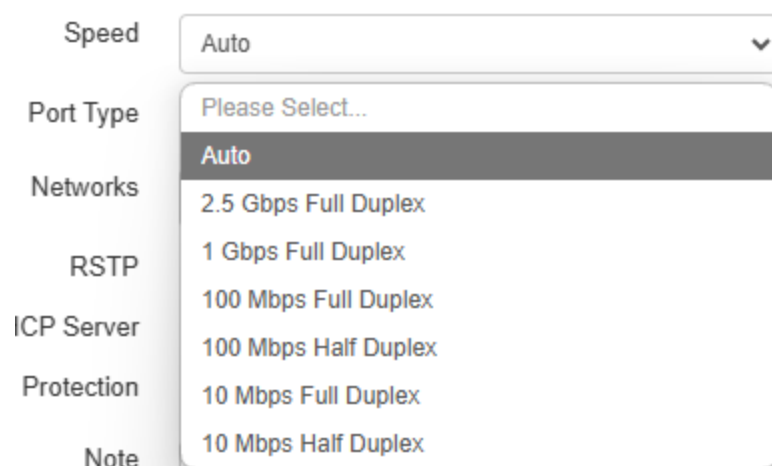 Speed
Auto
Port Type
Please Select...
Auto
Networks
2.5 Gbps Full Duplex
1 Gbps Full Duplex
RSTP
100 Mbps Full Duplex
ICP Server
100 Mbps Half Duplex
Protection
10 Mbps Full Duplex
Note
10 Mbps Half Duplex